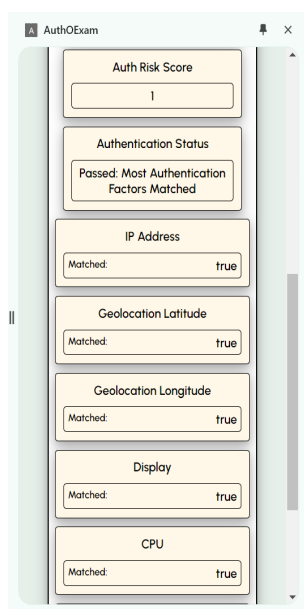 A AuthOExam
Auth Risk Score
1
Authentication Status
Passed: Most Authentication
Factors Matched
IP Address
Matched: true
Geolocation Latitude
Matched: true
Geolocation Longitude
Matched: true
Display
Matched: true
CPU
Matched: true